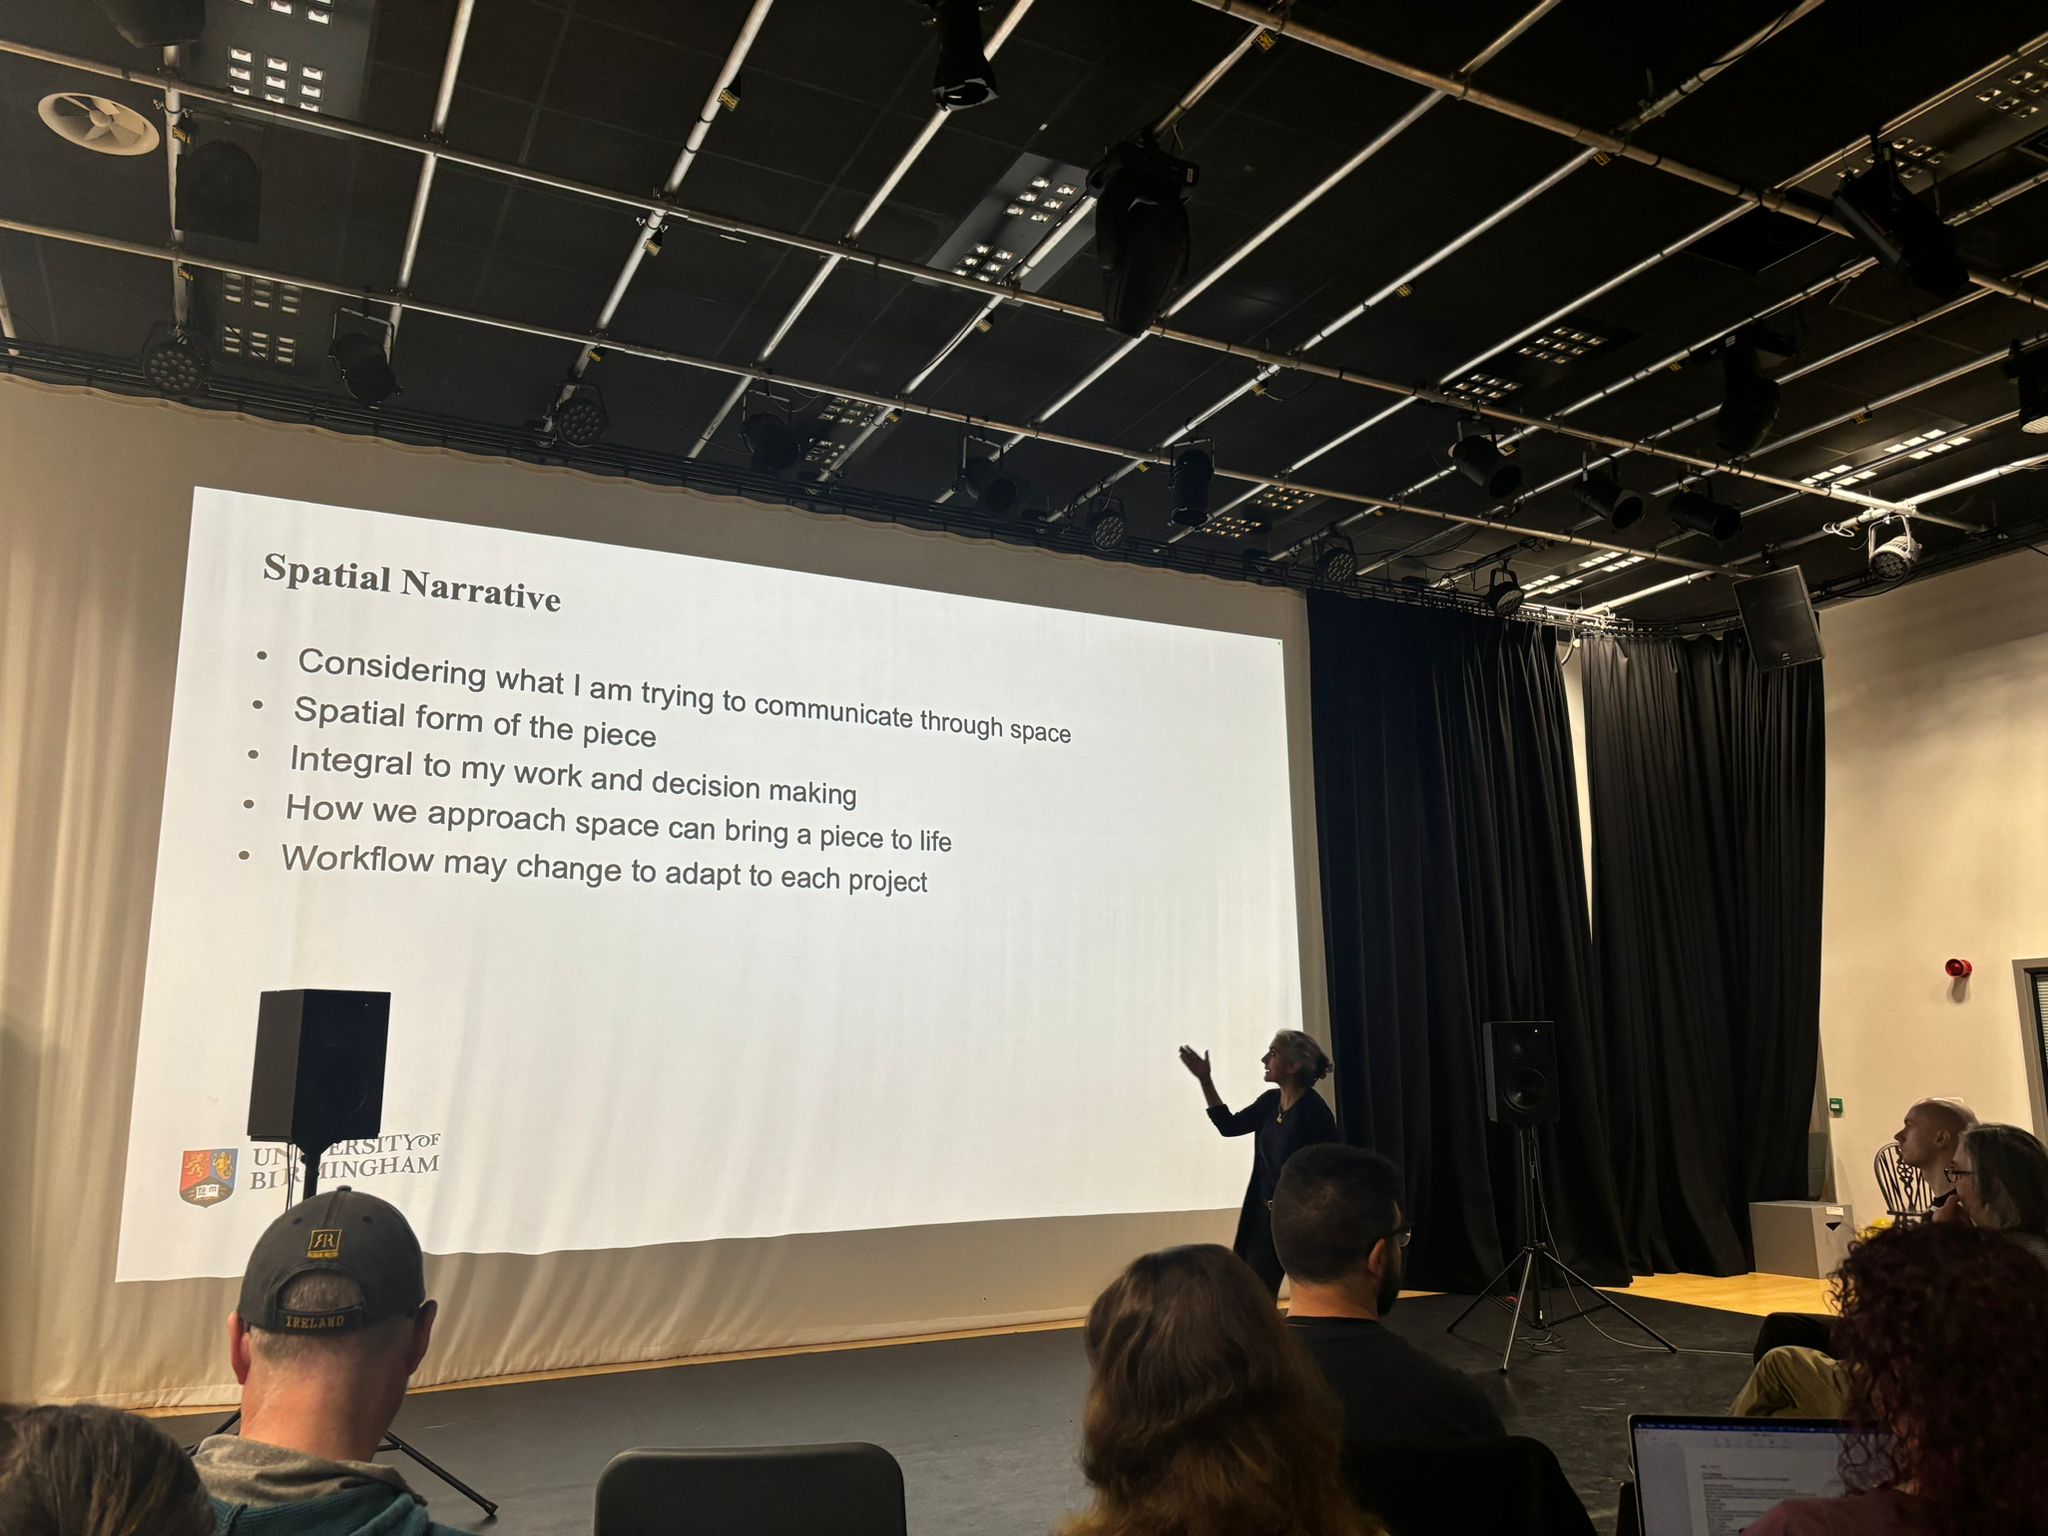 Spatial Narrative
• Considering what I am trying to communicate through space
• Spatial form of the piece
• Integral to my work and decision making
• How we approach space can bring a piece to life
• Workflow may change to adapt to each project
UNIVERSITY OF
BIRMINGHAM
IRELAND